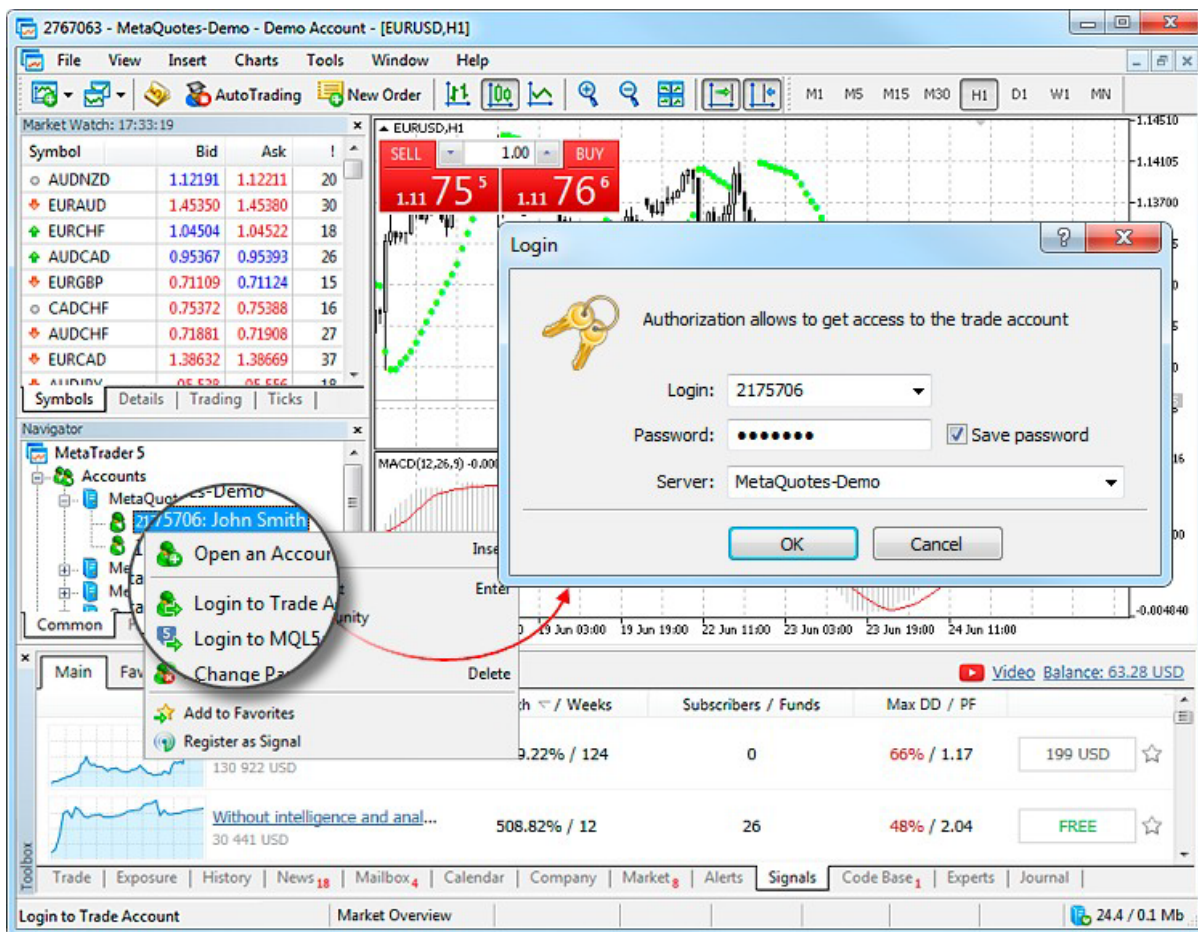 2767063 - MetaQuotes-Demo - Demo Account - [EURUSD,H1]
File View Insert Charts Tools Window Help
AutoTrading New Order M1 M5 M15 M30 H1 D1 W1 MN
Market Watch: 17:33:19
Symbol Bid Ask !
AUDNZD 1.12191 1.12211 20
EURAUD 1.45350 1.45380 30
EURCHF 1.04504 1.04522 18
AUDCAD 0.95367 0.95393 26
EURGBP 0.71109 0.71124 15
CADCHF 0.75372 0.75388 16
AUDCHF 0.71881 0.71908 27
EURCAD 1.38632 1.38669 37
Symbols Details Trading Ticks
EURUSD,H1
SELL 1.00 BUY
1.11 75 5 1.11 76 6
1.14510
1.14105
1.13700
Login
Authorization allows to get access to the trade account
Login: 2175706
Password: ●●●●●●● Save password
Server: MetaQuotes-Demo
OK Cancel
Navigator
MetaTrader 5
Accounts
MetaQuotes-Demo
2175706: John Smith
Open an Accoun
Inse
Enter
Login to Trade A
unity
Login to MQL5
Change Pa
Delete
Add to Favorites
Register as Signal
Common
MACD(12,26,9) -0.00
-0.004840
19 Jun 03:00 19 Jun 19:00 22 Jun 11:00 23 Jun 03:00 23 Jun 19:00 24 Jun 11:00
Main Fav
Video Balance: 63.28 USD
/ Weeks Subscribers / Funds Max DD / PF
9.22% / 124 0 66% / 1.17 199 USD
130 922 USD
Without intelligence and anal...
508.82% / 12 26 48% / 2.04 FREE
30 441 USD
Toolbox
Trade Exposure History News 18 Mailbox 4 Calendar Company Market 8 Alerts Signals Code Base 1 Experts Journal
Login to Trade Account Market Overview 24.4 / 0.1 Mb